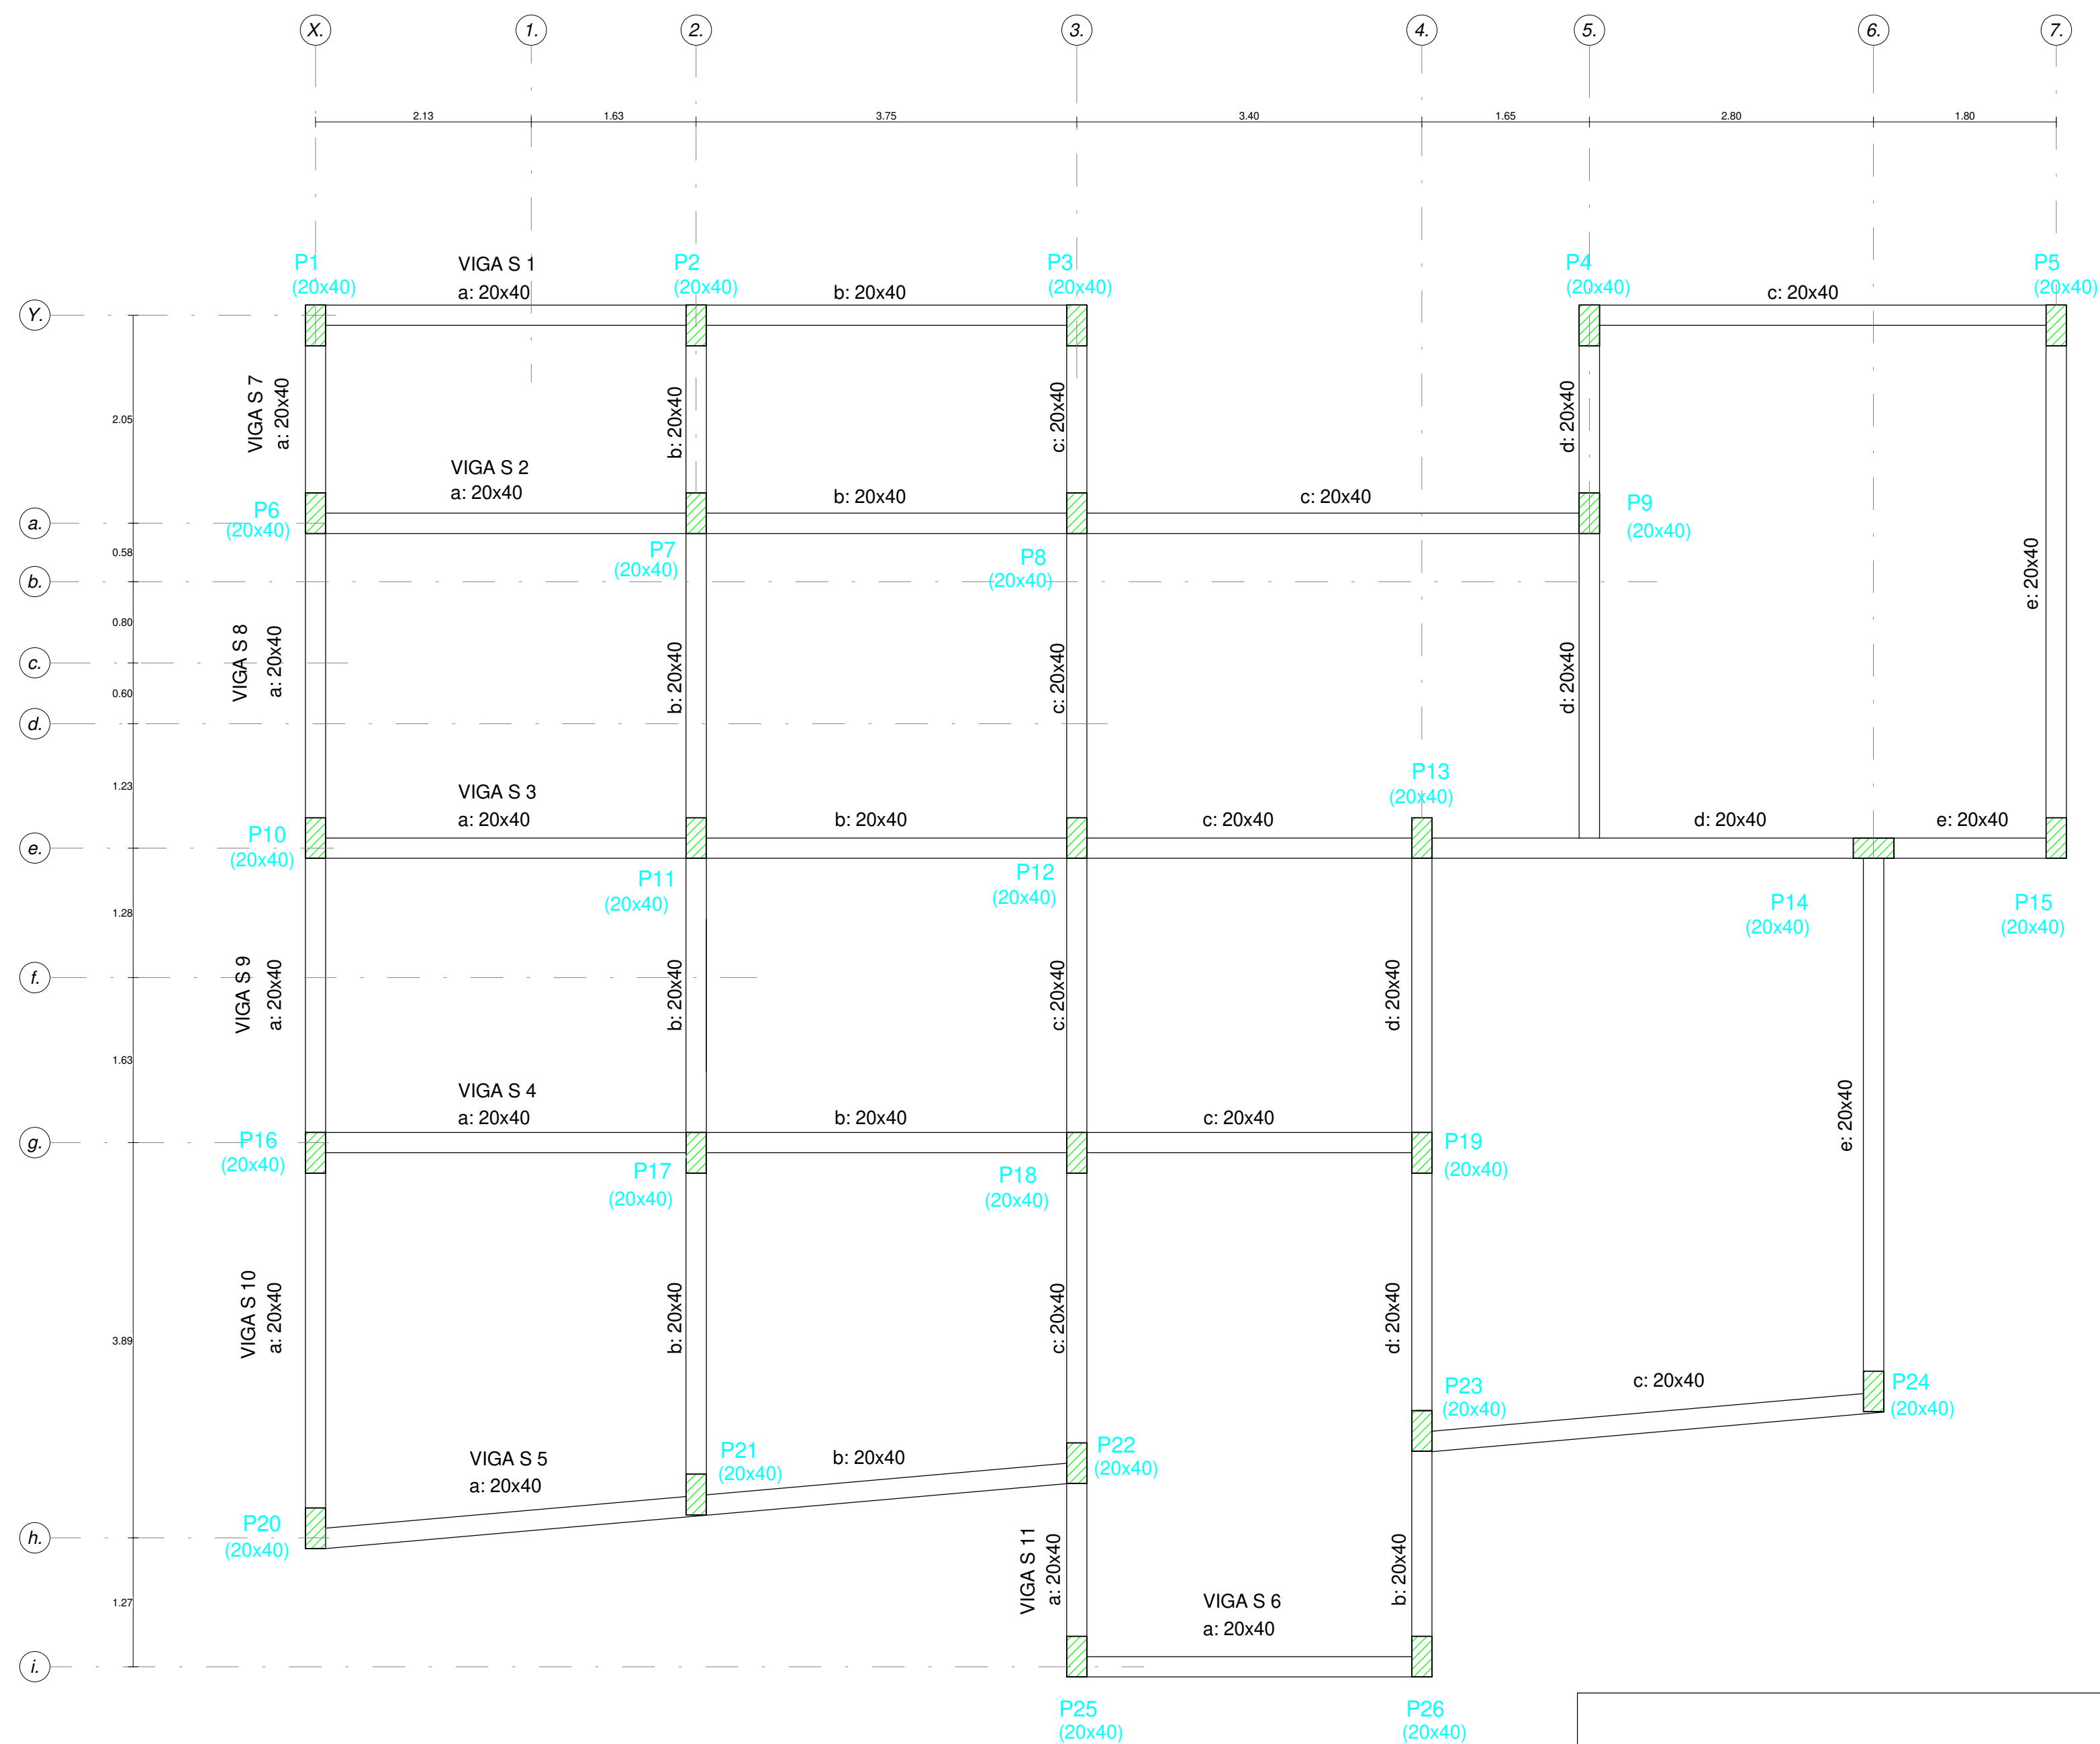 X. 1. 2. 3. 4. 5. 6. 7.
2.13 1.63 3.75 3.40 1.65 2.80 1.80
P1 VIGA S 1 P2 P3 P4 P5
(20x40) a: 20x40 (20x40) b: 20x40 (20x40) (20x40) c: 20x40 (20x40)
Y.
VIGA S 7
a: 20x40
b: 20x40
c: 20x40
d: 20x40
2.05
VIGA S 2
a: 20x40 b: 20x40 c: 20x40
P6
(20x40)
P9
(20x40)
a.
P7
(20x40)
P8
(20x40)
0.58
b.
e: 20x40
0.80
VIGA S 8
a: 20x40
b: 20x40
c: 20x40
d: 20x40
c.
0.60
d.
P13
(20x40)
1.23
VIGA S 3
a: 20x40 b: 20x40 c: 20x40 d: 20x40 e: 20x40
P10
(20x40)
e.
P11
(20x40)
P12
(20x40)
P14
(20x40)
P15
(20x40)
1.28
f.
VIGA S 9
a: 20x40
b: 20x40
c: 20x40
d: 20x40
1.63
e: 20x40
VIGA S 4
a: 20x40 b: 20x40 c: 20x40
g.
P16
(20x40)
P17
(20x40)
P18
(20x40)
P19
(20x40)
VIGA S 10
a: 20x40
b: 20x40
c: 20x40
d: 20x40
3.89
c: 20x40
P23
(20x40)
P24
(20x40)
VIGA S 5
a: 20x40
P21
(20x40)
b: 20x40
P22
(20x40)
P20
(20x40)
h.
VIGA S 11
a: 20x40
b: 20x40
1.27
VIGA S 6
a: 20x40
i.
P25
(20x40)
P26
(20x40)